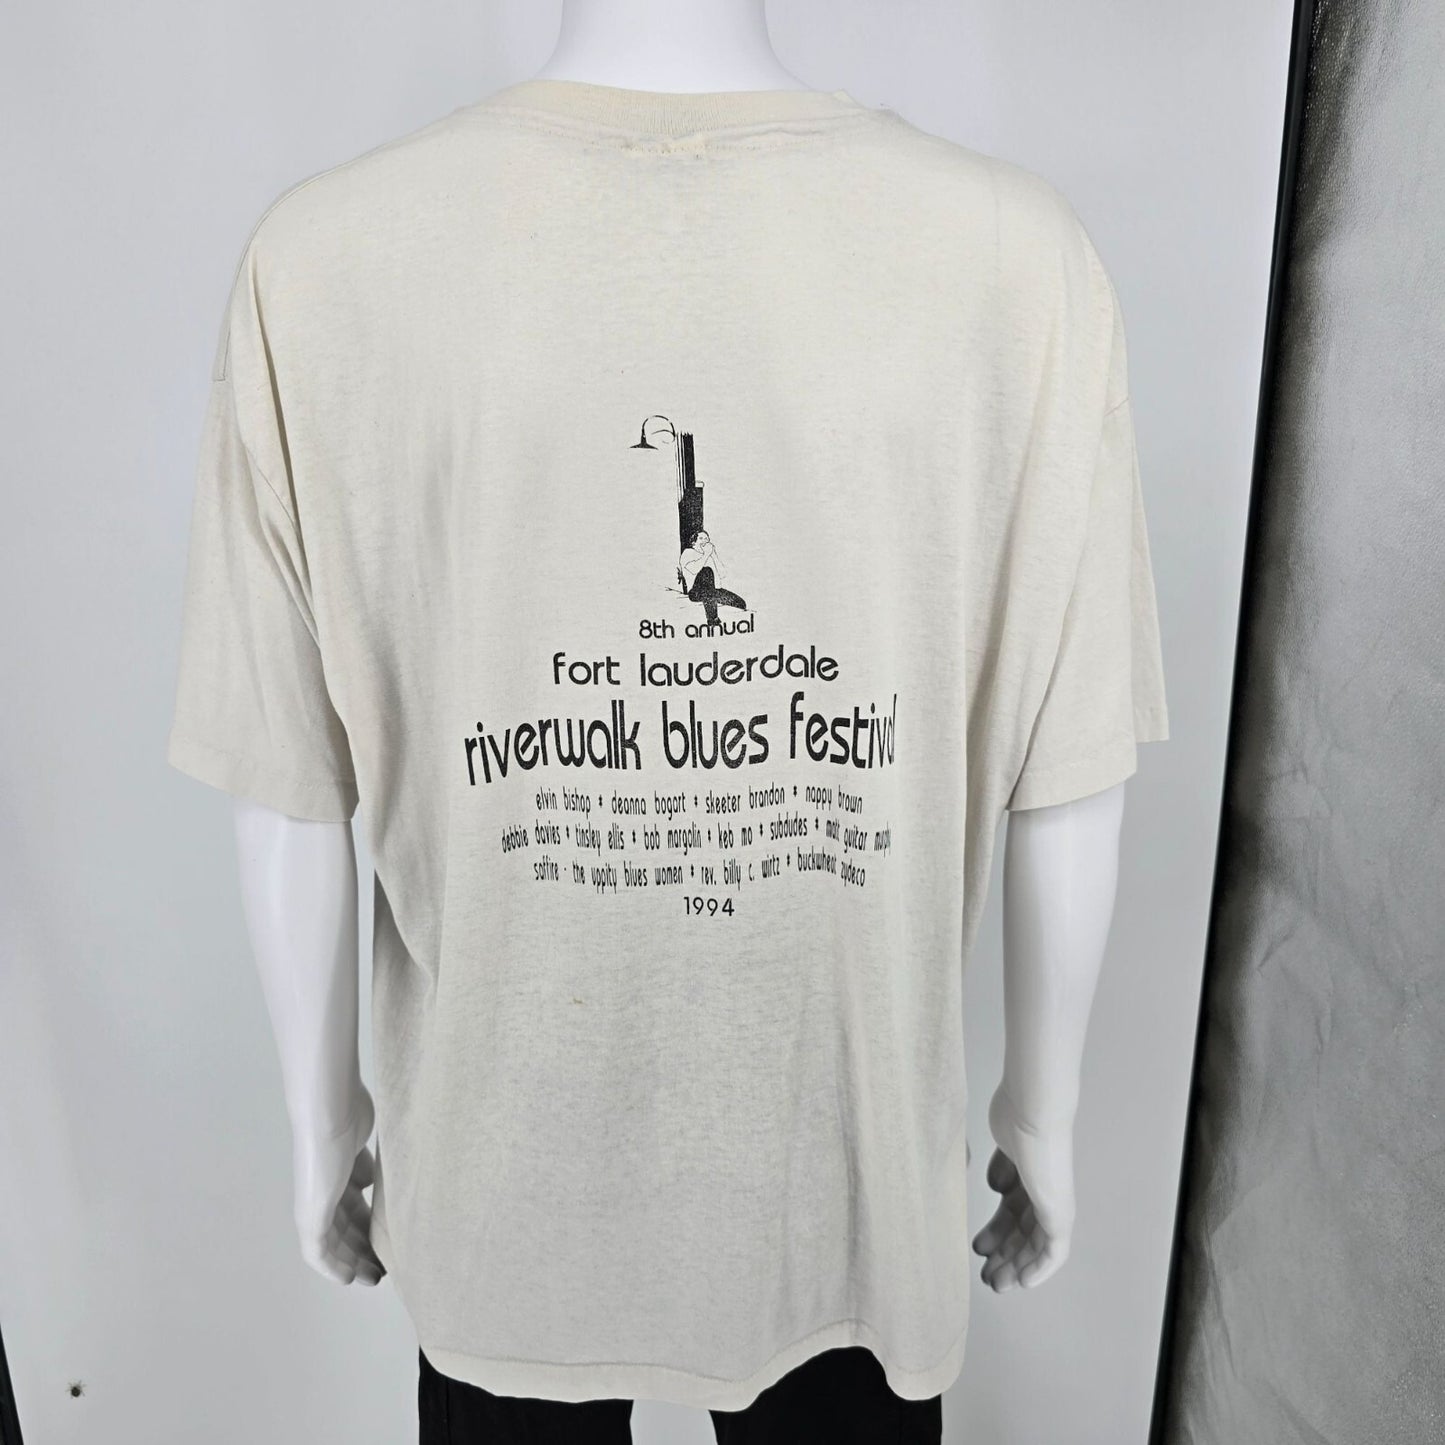 8th annual
fort lauderdale
riverwalk blues festival
elvin bishop * deanna bogart * skeeter brandon * nappy brown
debbie davies * tinsley ellis * bob margolin * keb mo * subdudes * matt guitar murphy
saffire - the uppity blues women * rev. billy c. wirtz * buckwheat zydeco
1994